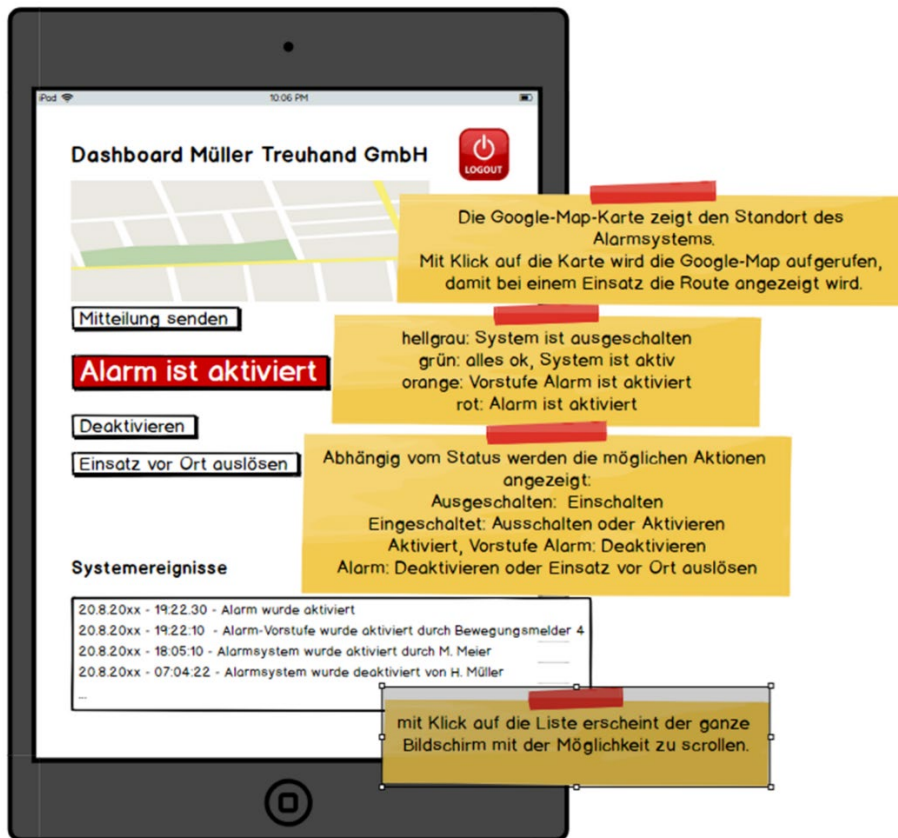 iPad
10:06 PM
Dashboard Müller Treuhand GmbH
LOGOUT
Die Google-Map-Karte zeigt den Standort des
Alarmsystems.
Mit Klick auf die Karte wird die Google-Map aufgerufen,
damit bei einem Einsatz die Route angezeigt wird.
Mitteilung senden
hellgrau: System ist ausgeschalten
grün: alles ok, System ist aktiv
orange: Vorstufe Alarm ist aktiviert
rot: Alarm ist aktiviert
Alarm ist aktiviert
Deaktivieren
Einsatz vor Ort auslösen
Abhängig vom Status werden die möglichen Aktionen
angezeigt:
Ausgeschalten: Einschalten
Eingeschaltet: Ausschalten oder Aktivieren
Aktiviert, Vorstufe Alarm: Deaktivieren
Alarm: Deaktivieren oder Einsatz vor Ort auslösen
Systemereignisse
20.8.20xx - 19:22.30 - Alarm wurde aktiviert
20.8.20xx - 19:22:10 - Alarm-Vorstufe wurde aktiviert durch Bewegungsmelder 4
20.8.20xx - 18:05:10 - Alarmsystem wurde aktiviert durch M. Meier
20.8.20xx - 07:04:22 - Alarmsystem wurde deaktiviert von H. Müller
...
mit Klick auf die Liste erscheint der ganze
Bildschirm mit der Möglichkeit zu scrollen.